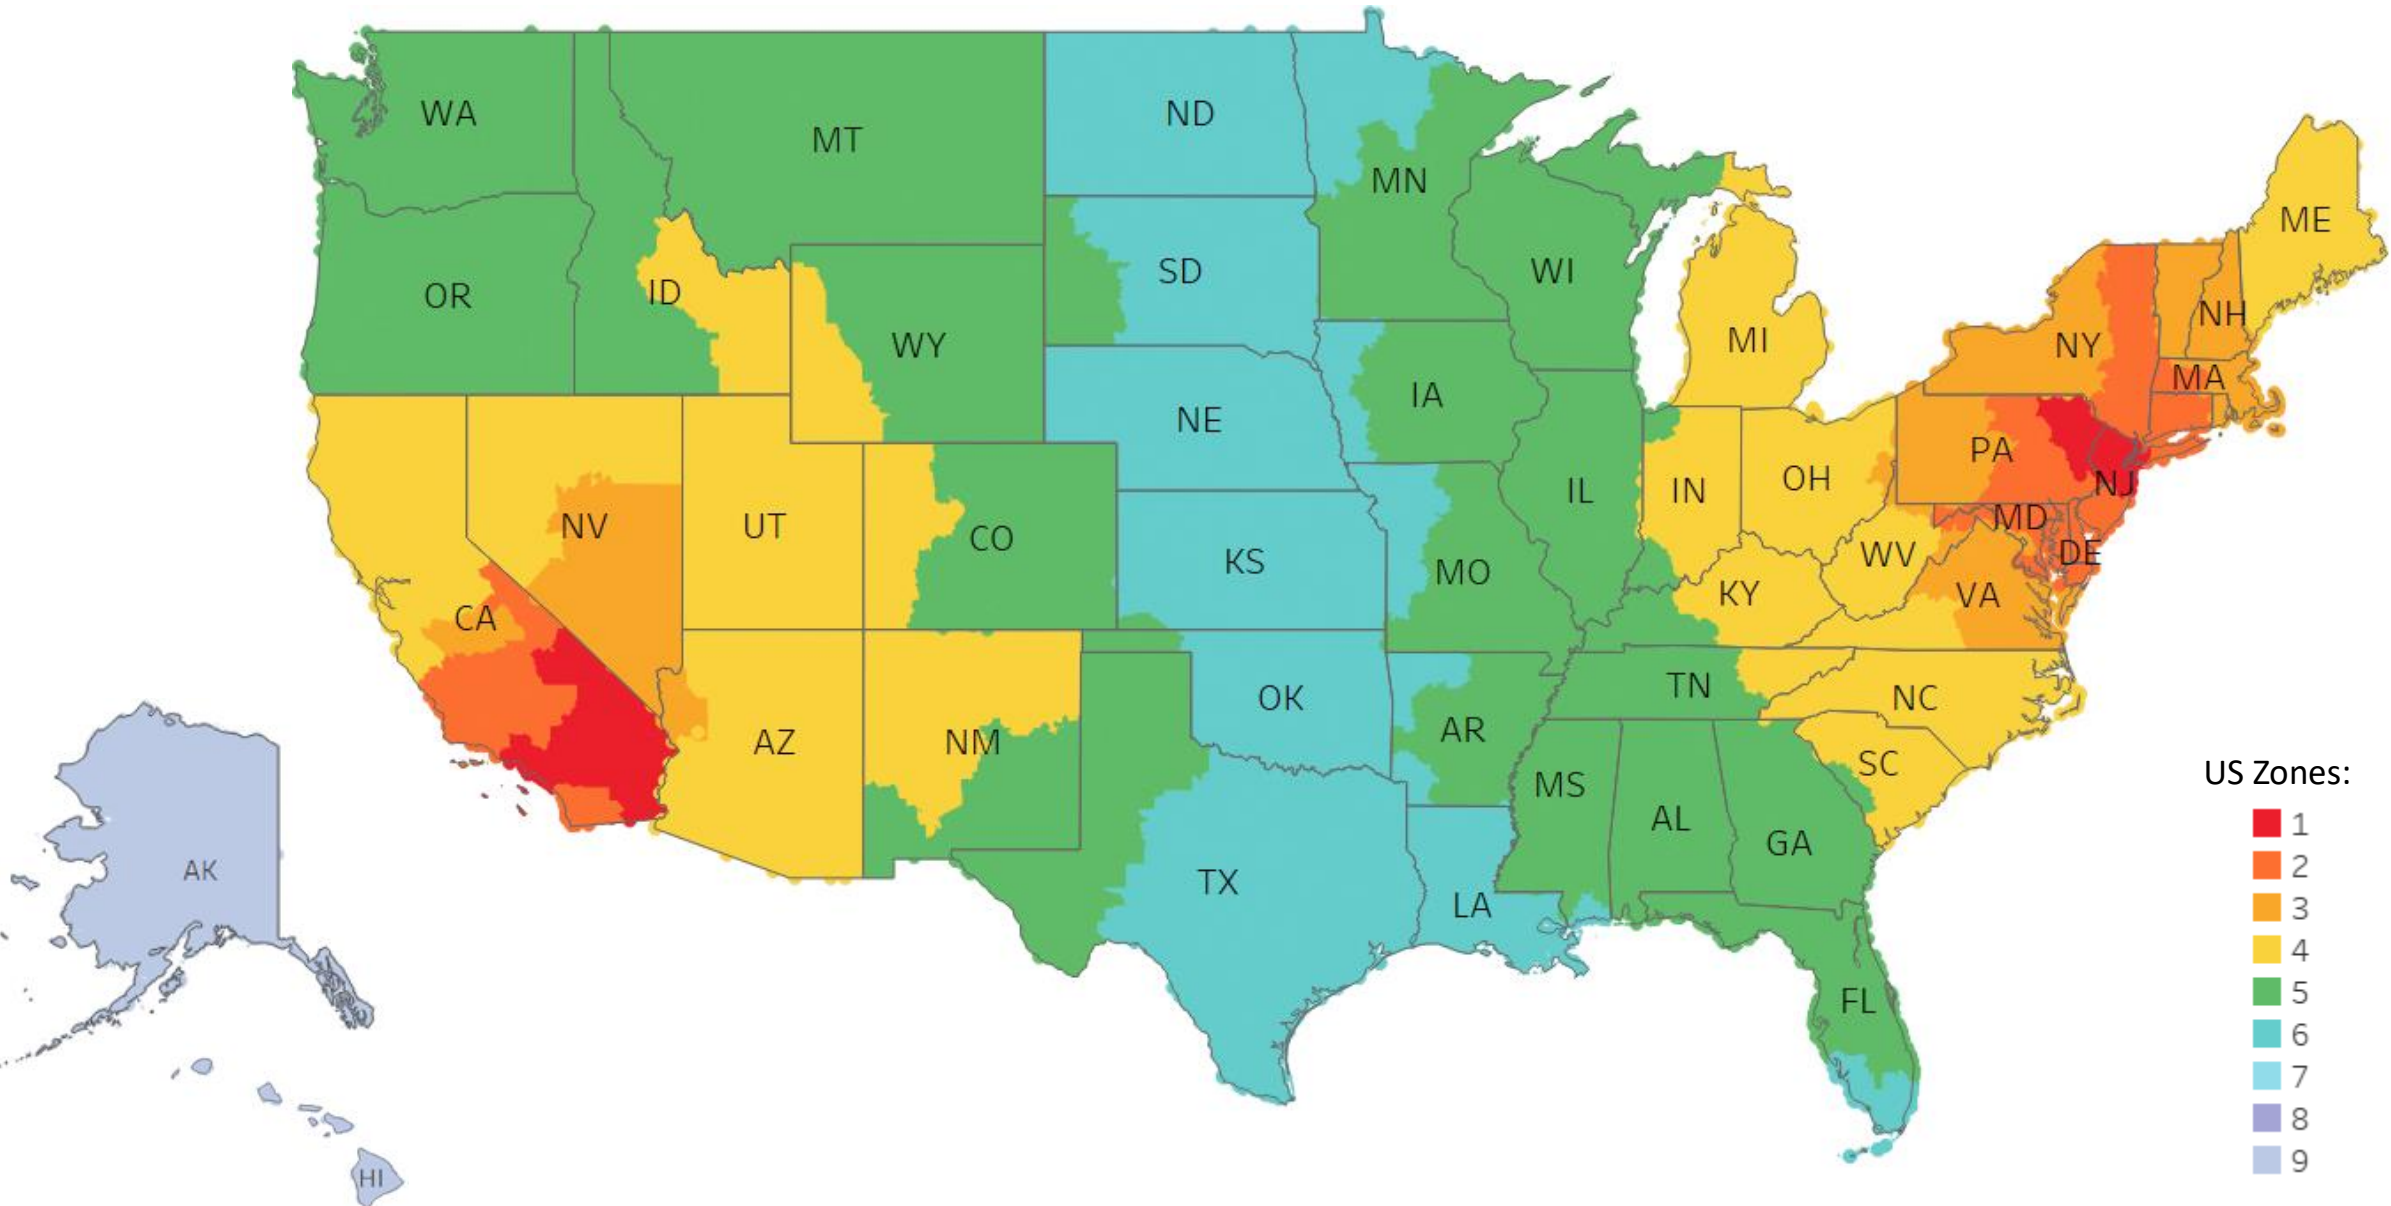 WA
MT
ND
MN
ME
OR
ID
SD
WI
NH
WY
MI
NY
MA
NE
IA
PA
NV
UT
CO
KS
MO
IL
IN
OH
NJ
MD
DE
WV
VA
CA
KY
AZ
NM
OK
AR
TN
NC
SC
MS
AL
GA
TX
LA
FL
AK
HI
US Zones:
1
2
3
4
5
6
7
8
9